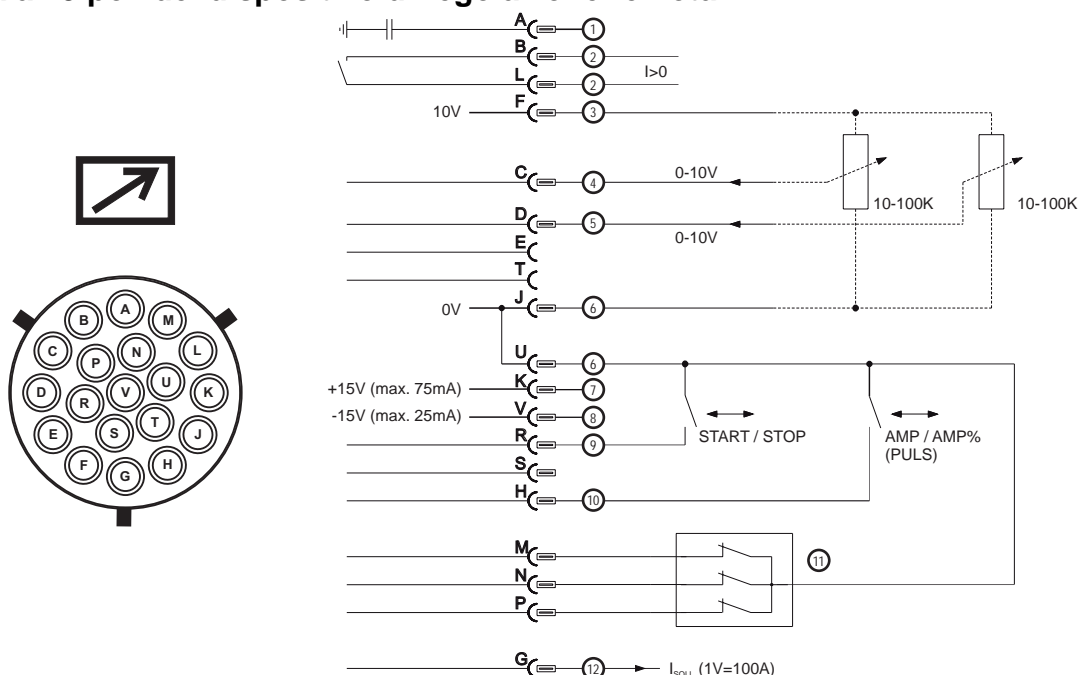 A 1
B 2
I>0
L 2
10V F 3
C 4 0-10V
10-100K 10-100K
D 5
0-10V
E
T
0V J 6
U 6
+15V (max. 75mA) K 7
-15V (max. 25mA) V 8
START / STOP
AMP / AMP%
(PULS)
R 9
S
H 10
M
11
N
P
G 12 I (1V=100A)
A
B M
C P N L
D R V U K
E S T J
F G H